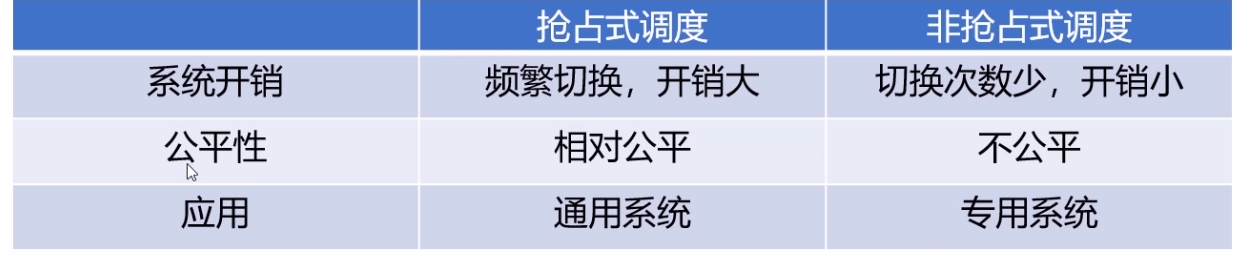 抢占式调度 非抢占式调度
系统开销 频繁切换，开销大 切换次数少，开销小
公平性 相对公平 不公平
应用 通用系统 专用系统